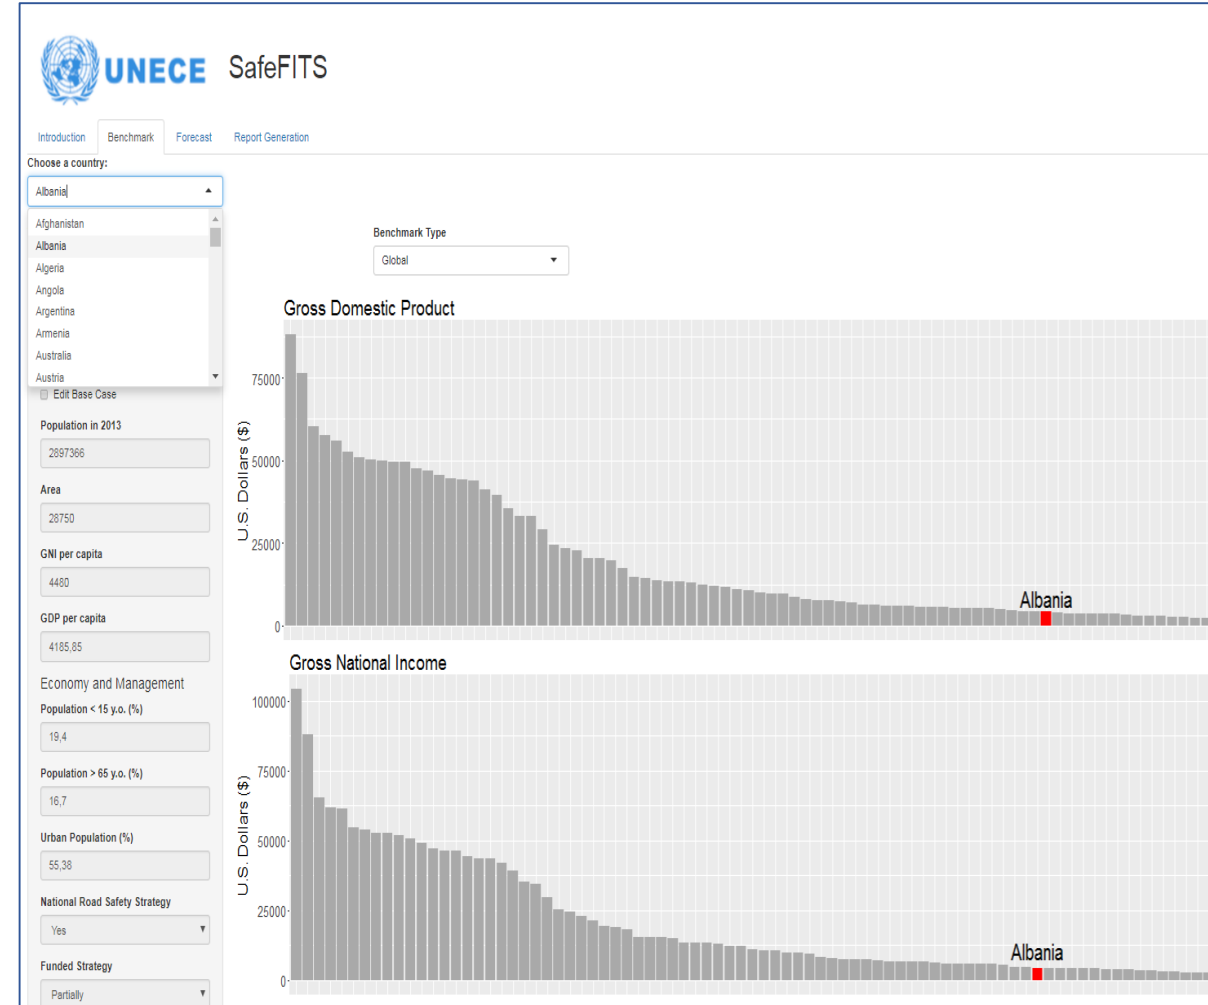 UNECE SafeFITS
Introduction Benchmark Forecast Report Generation
Choose a country:
Albania
Afghanistan
Albania
Algeria
Angola
Argentina
Armenia
Australia
Austria
Edit Base Case
Population in 2013
2897366
Area
28750
GNI per capita
4480
GDP per capita
4185,85
Economy and Management
Population < 15 y.o. (%)
19,4
Population > 65 y.o. (%)
16,7
Urban Population (%)
55,38
National Road Safety Strategy
Yes
Funded Strategy
Partially
Benchmark Type
Global
Gross Domestic Product
U.S. Dollars ($)
75000
50000
25000
0
Albania
Gross National Income
U.S. Dollars ($)
100000
75000
50000
25000
0
Albania